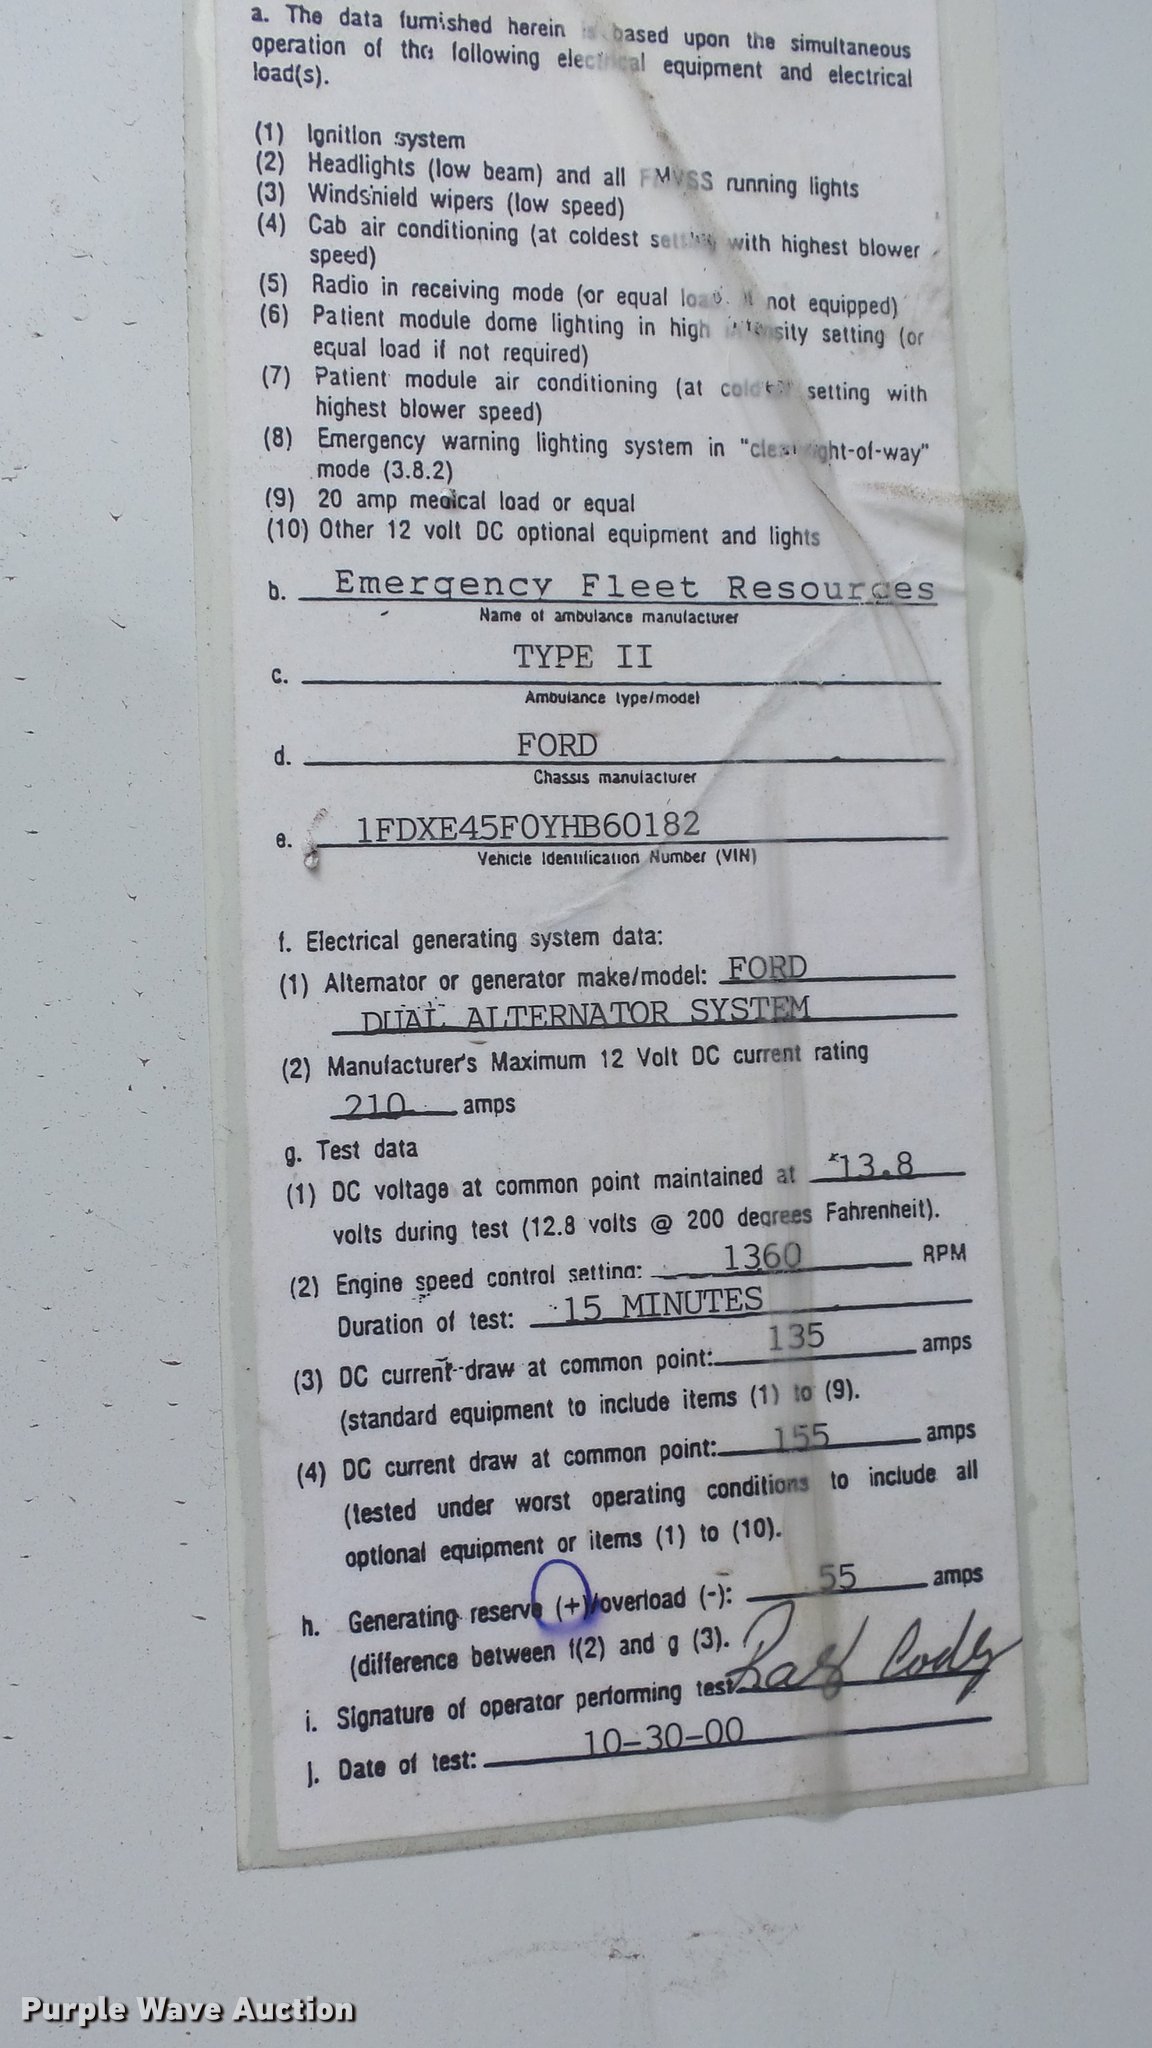 a. The data furnished herein is based upon the simultaneous
operation of the following electrical equipment and electrical
load(s).
(1) Ignition system
(2) Headlights (low beam) and all FMVSS running lights
(3) Windshield wipers (low speed)
(4) Cab air conditioning (at coldest setting with highest blower
speed)
(5) Radio in receiving mode (or equal load if not equipped)
(6) Patient module dome lighting in high intensity setting (or
equal load if not required)
(7) Patient module air conditioning (at coldest setting with
highest blower speed)
(8) Emergency warning lighting system in "clear right-of-way"
mode (3.8.2)
(9) 20 amp medical load or equal
(10) Other 12 volt DC optional equipment and lights
b. Emergency Fleet Resources
Name of ambulance manufacturer
TYPE II
c.
Ambulance type/model
d. FORD
Chassis manufacturer
e. 1FDXE45F0YHB60182
Vehicle Identification Number (VIN)
f. Electrical generating system data:
(1) Alternator or generator make/model: FORD
DUAL ALTERNATOR SYSTEM
(2) Manufacturer's Maximum 12 Volt DC current rating
210 amps
g. Test data
(1) DC voltage at common point maintained at *13.8
volts during test (12.8 volts @ 200 degrees Fahrenheit).
(2) Engine speed control setting: 1360 RPM
Duration of test: 15 MINUTES
(3) DC current draw at common point: 135 amps
(standard equipment to include items (1) to (9).
(4) DC current draw at common point: 155 amps
(tested under worst operating conditions to include all
optional equipment or items (1) to (10).
h. Generating reserve (+)/overload (-): 55 amps
(difference between f(2) and g (3).
i. Signature of operator performing test Ray Cody
j. Date of test: 10-30-00
Purple Wave Auction